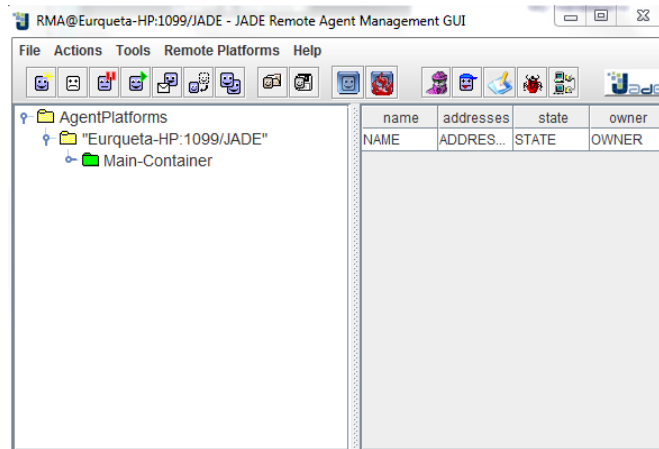 RMA@Eurqueta-HP:1099/JADE - JADE Remote Agent Management GUI
File Actions Tools Remote Platforms Help
Jade
AgentPlatforms
"Eurqueta-HP:1099/JADE"
Main-Container
name addresses state owner
NAME ADDRES... STATE OWNER